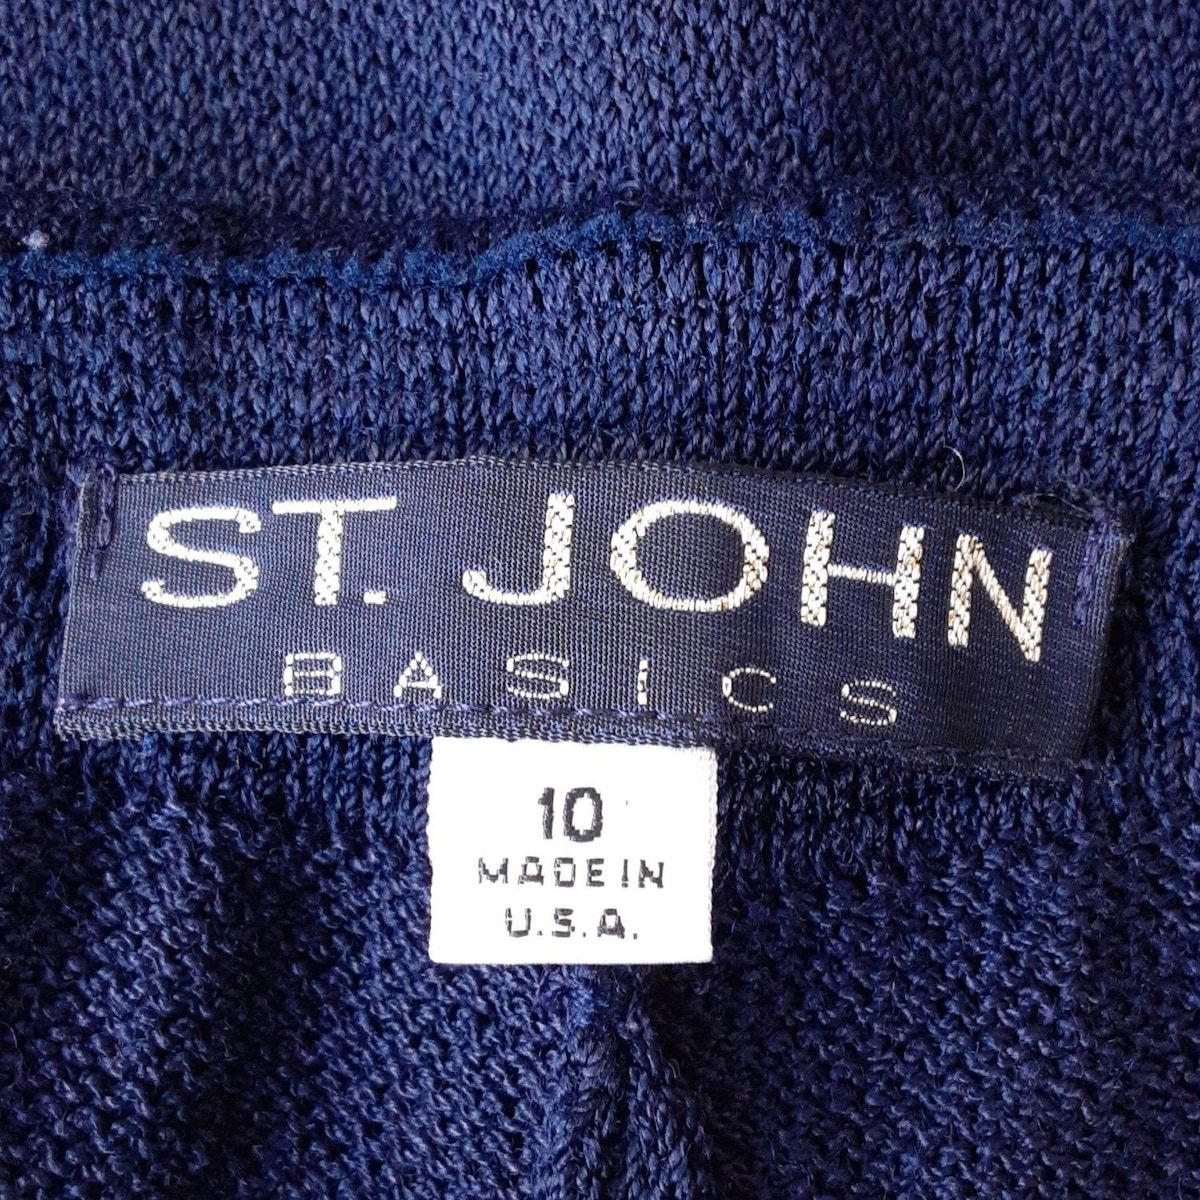 ST. JOHN
BASICS
10
MADE IN
U.S.A.